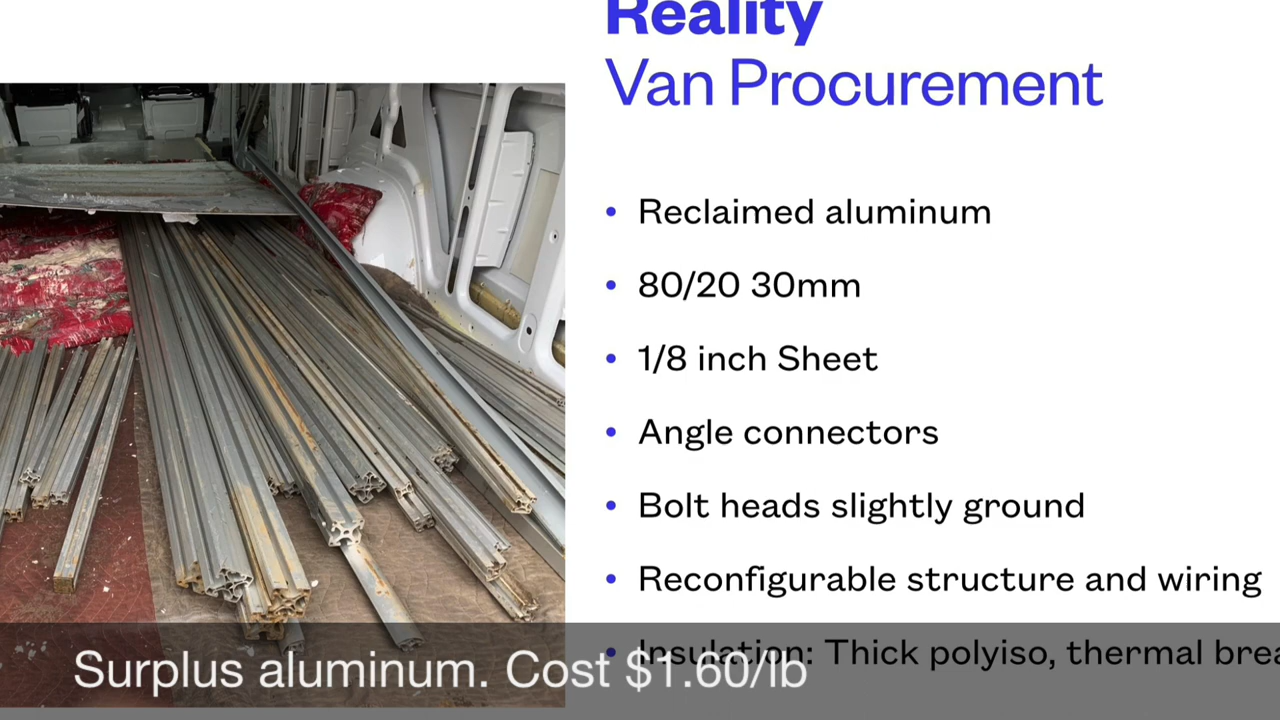 Reality
Van Procurement
• Reclaimed aluminum
• 80/20 30mm
• 1/8 inch Sheet
• Angle connectors
• Bolt heads slightly ground
• Reconfigurable structure and wiring
• Insulation: Thick polyiso, thermal brea
Surplus aluminum. Cost $1.60/lb